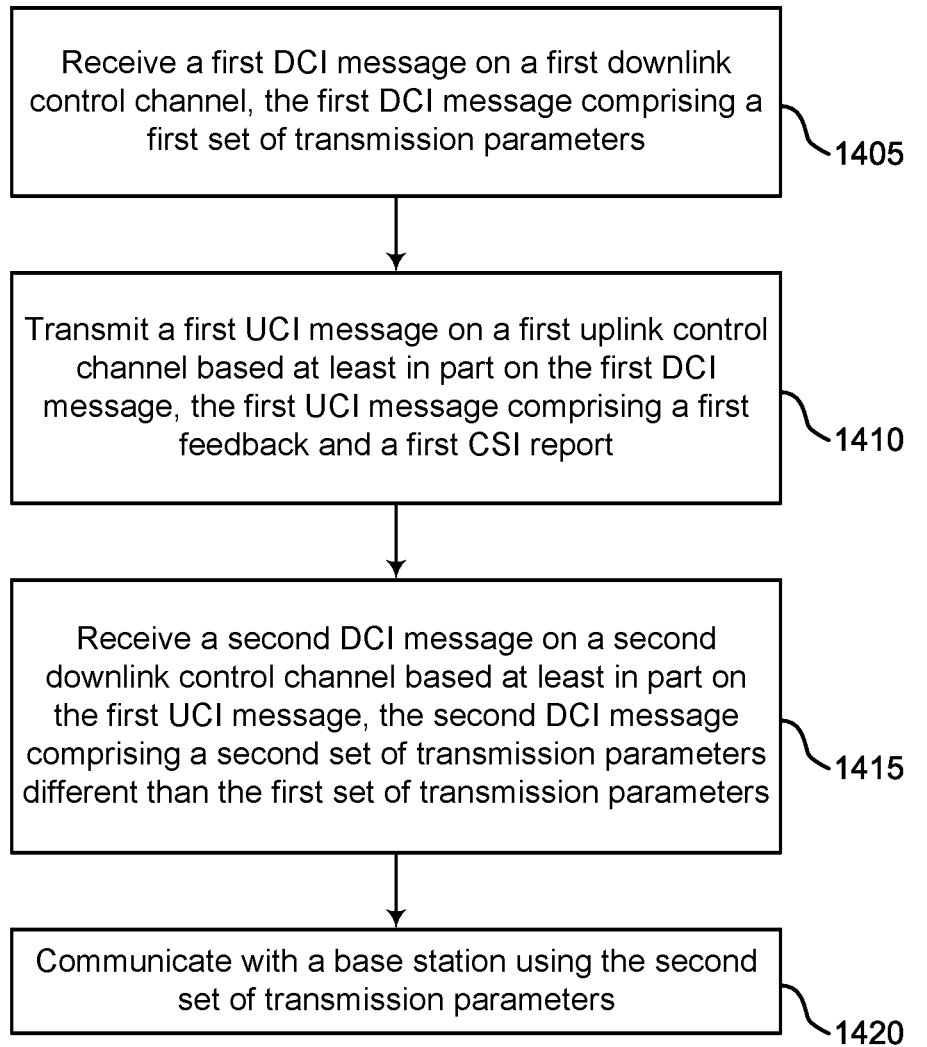 Receive a first DCI message on a first downlink
control channel, the first DCI message comprising a
first set of transmission parameters
1405
Transmit a first UCI message on a first uplink control
channel based at least in part on the first DCI
message, the first UCI message comprising a first
feedback and a first CSI report
1410
Receive a second DCI message on a second
downlink control channel based at least in part on
the first UCI message, the second DCI message
comprising a second set of transmission parameters
different than the first set of transmission parameters
1415
Communicate with a base station using the second
set of transmission parameters
1420